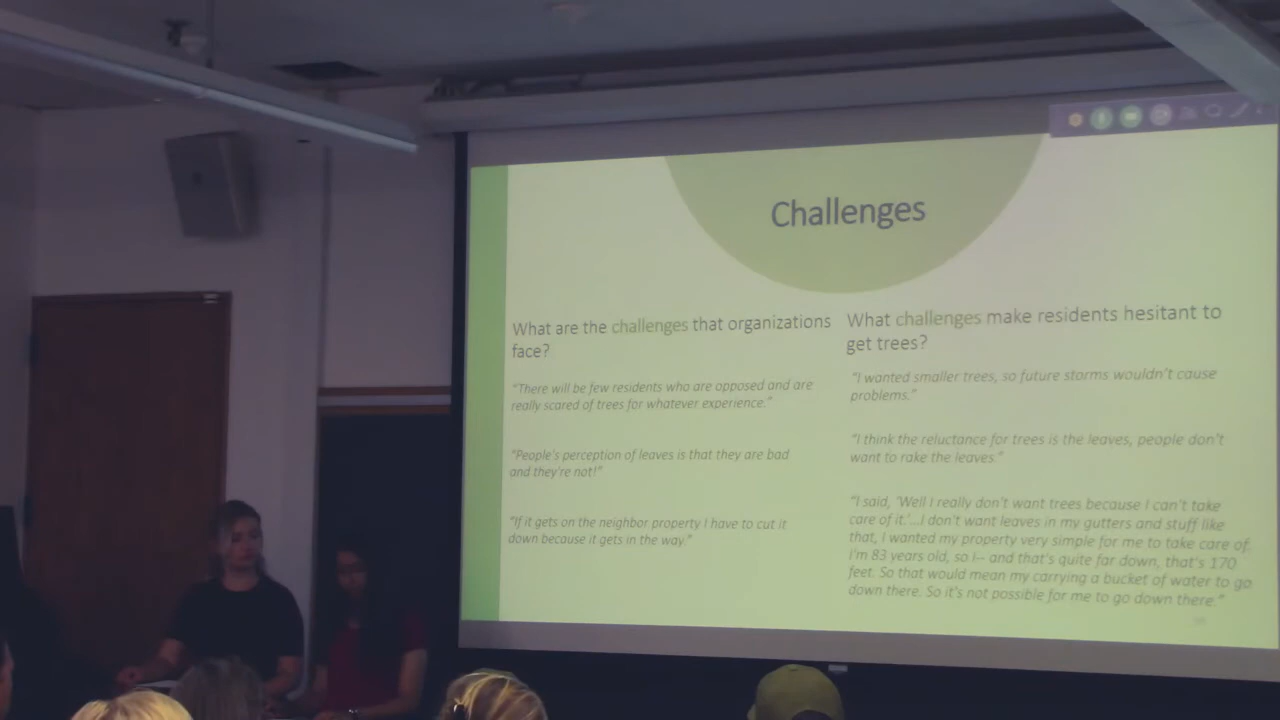 Challenges
What are the challenges that organizations
face?
"There will be few residents who are opposed and are
really scared of trees for whatever experience."
"People's perception of leaves is that they are bad
and they're not!"
"If it gets on the neighbor property I have to cut it
down because it gets in the way."
What challenges make residents hesitant to
get trees?
"I wanted smaller trees, so future storms wouldn't cause
problems."
"I think the reluctance for trees is the leaves, people don't
want to rake the leaves."
"I said, 'Well I really don't want trees because I can't take
care of it.'...I don't want leaves in my gutters and stuff like
that, I wanted my property very simple for me to take care of.
I'm 83 years old, so I-- and that's quite far down, that's 170
feet. So that would mean my carrying a bucket of water to go
down there. So it's not possible for me to go down there."